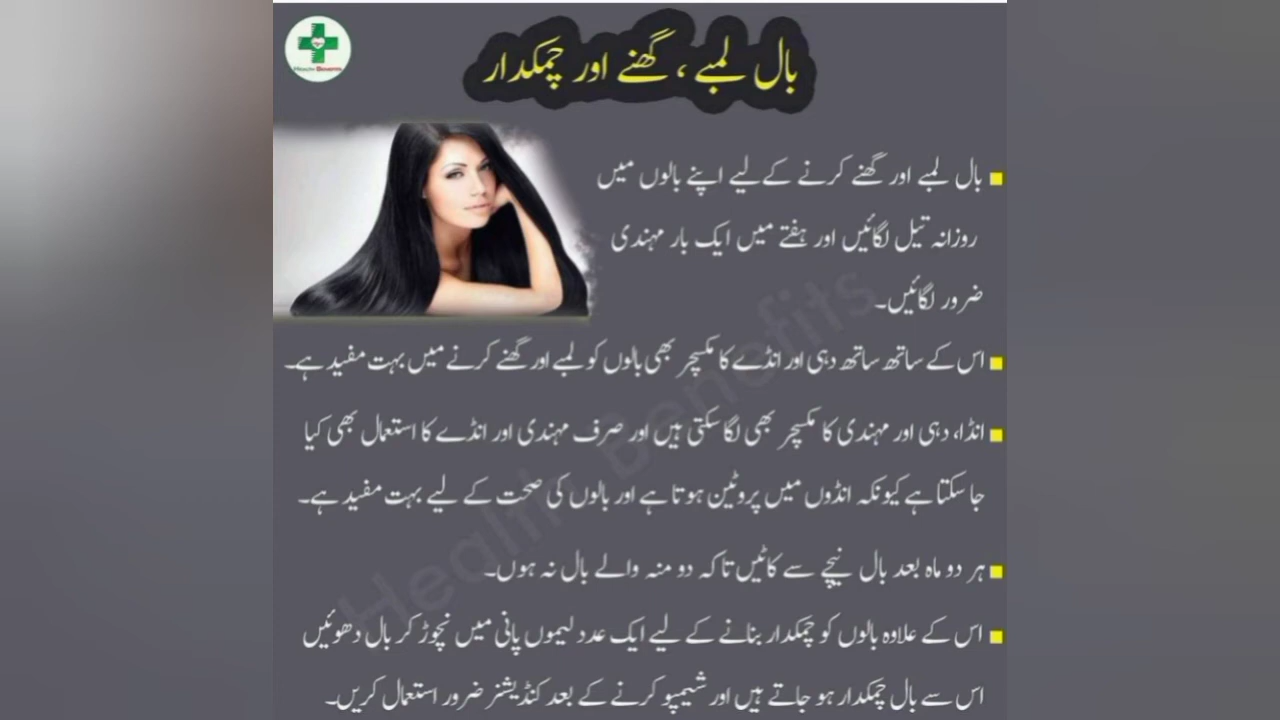 HEALTH BENEFITS
بال لمبے ، گھنے اور چمکدار
بال لمبے اور گھنے کرنے کے لیے اپنے بالوں میں
روزانہ تیل لگائیں اور ہفتے میں ایک بار مہندی
ضرور لگائیں۔
اس کے ساتھ ساتھ دہی اور انڈے کا مکسچر بھی بالوں کو لمبے اور گھنے کرنے میں بہت مفید ہے۔
انڈا، دہی اور مہندی کا مکسچر بھی لگا سکتی ہیں اور صرف مہندی اور انڈے کا استعمال بھی کیا
جا سکتا ہے کیونکہ انڈوں میں پروٹین ہوتا ہے اور بالوں کی صحت کے لیے بہت مفید ہے۔
ہر دو ماہ بعد بال نیچے سے کاٹیں تاکہ دو منہ والے بال نہ ہوں۔
اس کے علاوہ بالوں کو چمکدار بنانے کے لیے ایک عدد لیموں پانی میں نچوڑ کر بال دھوئیں
اس سے بال چمکدار ہو جاتے ہیں اور شیمپو کرنے کے بعد کنڈیشنر ضرور استعمال کریں۔
Health Benefits